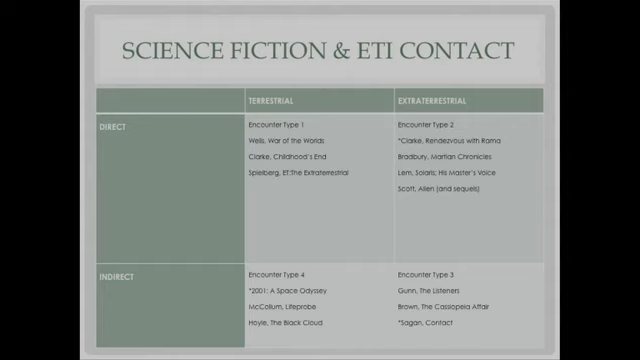 SCIENCE FICTION & ETI CONTACT
TERRESTRIAL
EXTRATERRESTRIAL
DIRECT
Encounter Type 1
Wells, War of the Worlds
Clarke, Childhood's End
Spielberg, ET:The Extraterrestrial
Encounter Type 2
*Clarke, Rendezvous with Rama
Bradbury, Martian Chronicles
Lem, Solaris; His Master's Voice
Scott, Alien (and sequels)
INDIRECT
Encounter Type 4
*2001: A Space Odyssey
McCollum, Lifeprobe
Hoyle, The Black Cloud
Encounter Type 3
Gunn, The Listeners
Brown, The Cassiopeia Affair
*Sagan, Contact